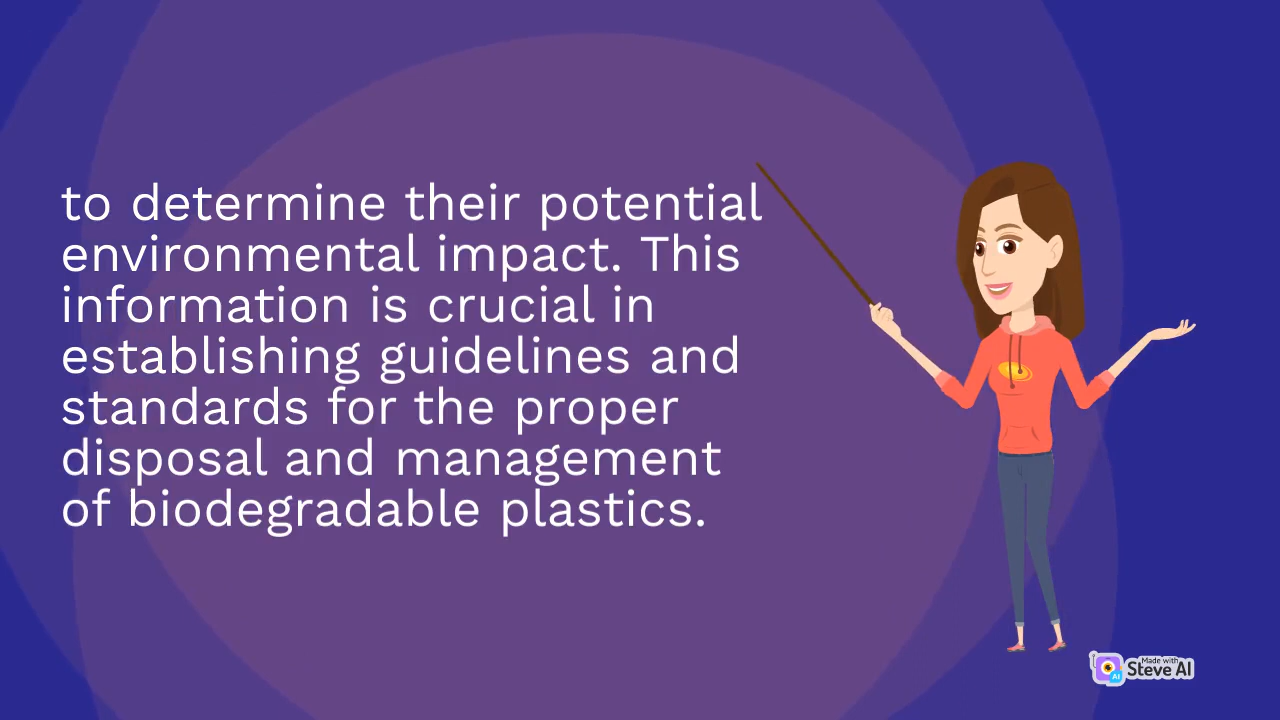 to determine their potential
environmental impact. This
information is crucial in
establishing guidelines and
standards for the proper
disposal and management
of biodegradable plastics.
Made with
Steve AI
AI